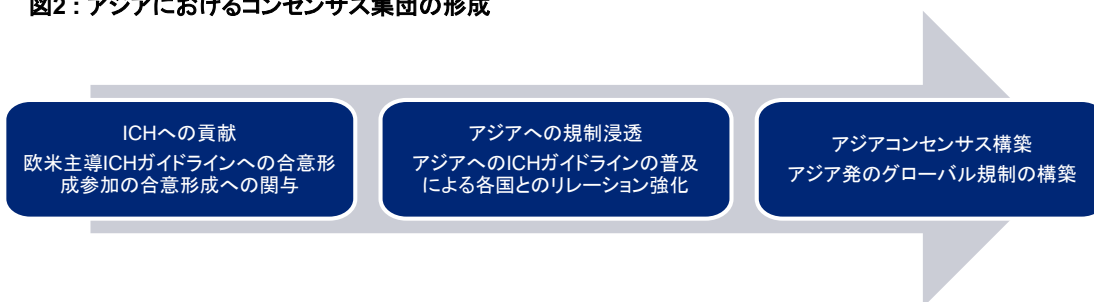 図2 : アジアにおけるコンセンサス集団の形成
ICHへの貢献
欧米主導ICHガイドラインへの合意形
成参加の合意形成への関与
アジアへの規制浸透
アジアへのICHガイドラインの普及
による各国とのリレーション強化
アジアコンセンサス構築
アジア発のグローバル規制の構築